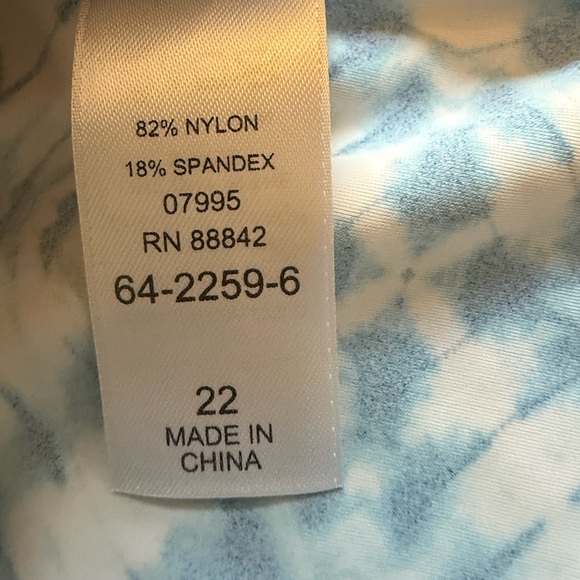 82% NYLON
18% SPANDEX
07995
RN 88842
64-2259-6
22
MADE IN
CHINA